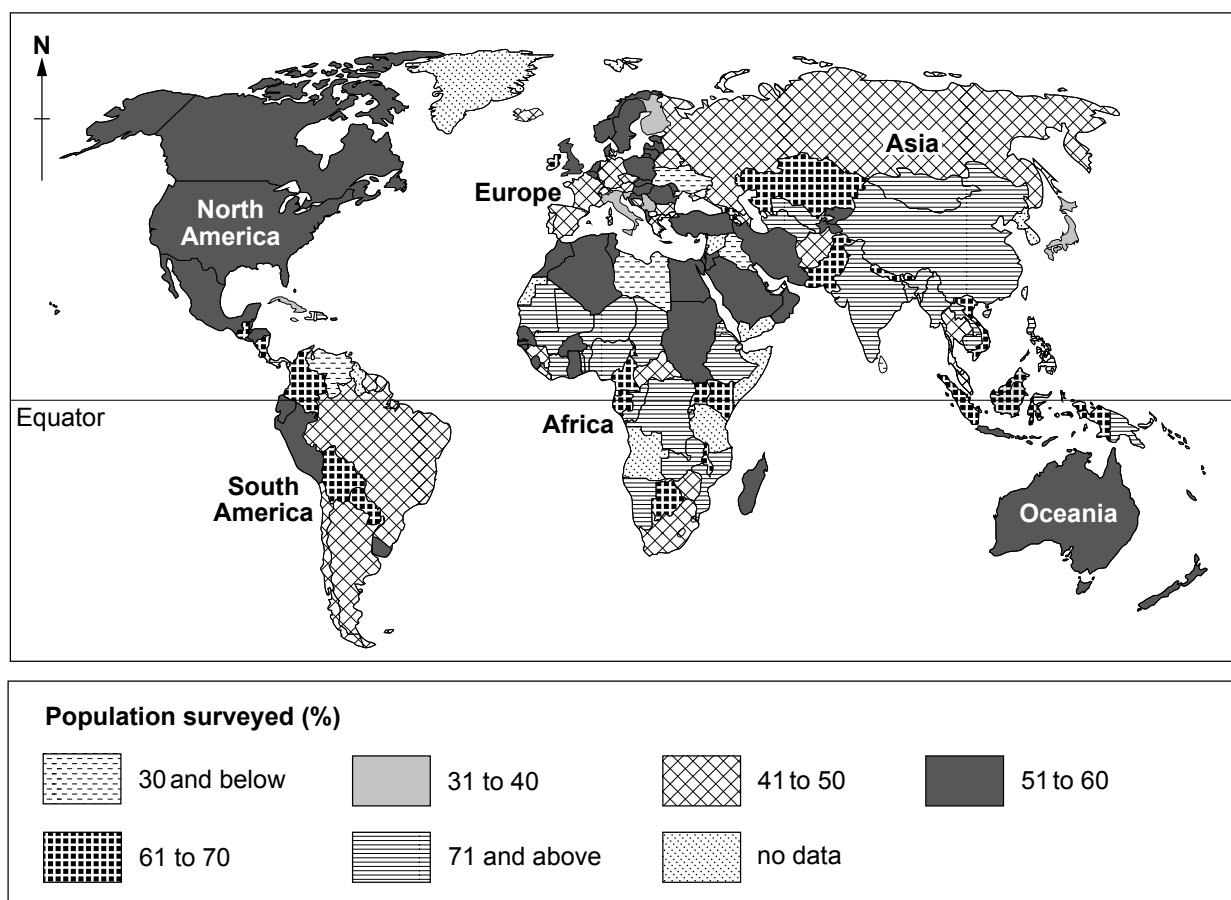 N
Asia
Europe
North
America
Equator
Africa
South
America
Oceania
Population surveyed (%)
30 and below
31 to 40
41 to 50
51 to 60
61 to 70
71 and above
no data